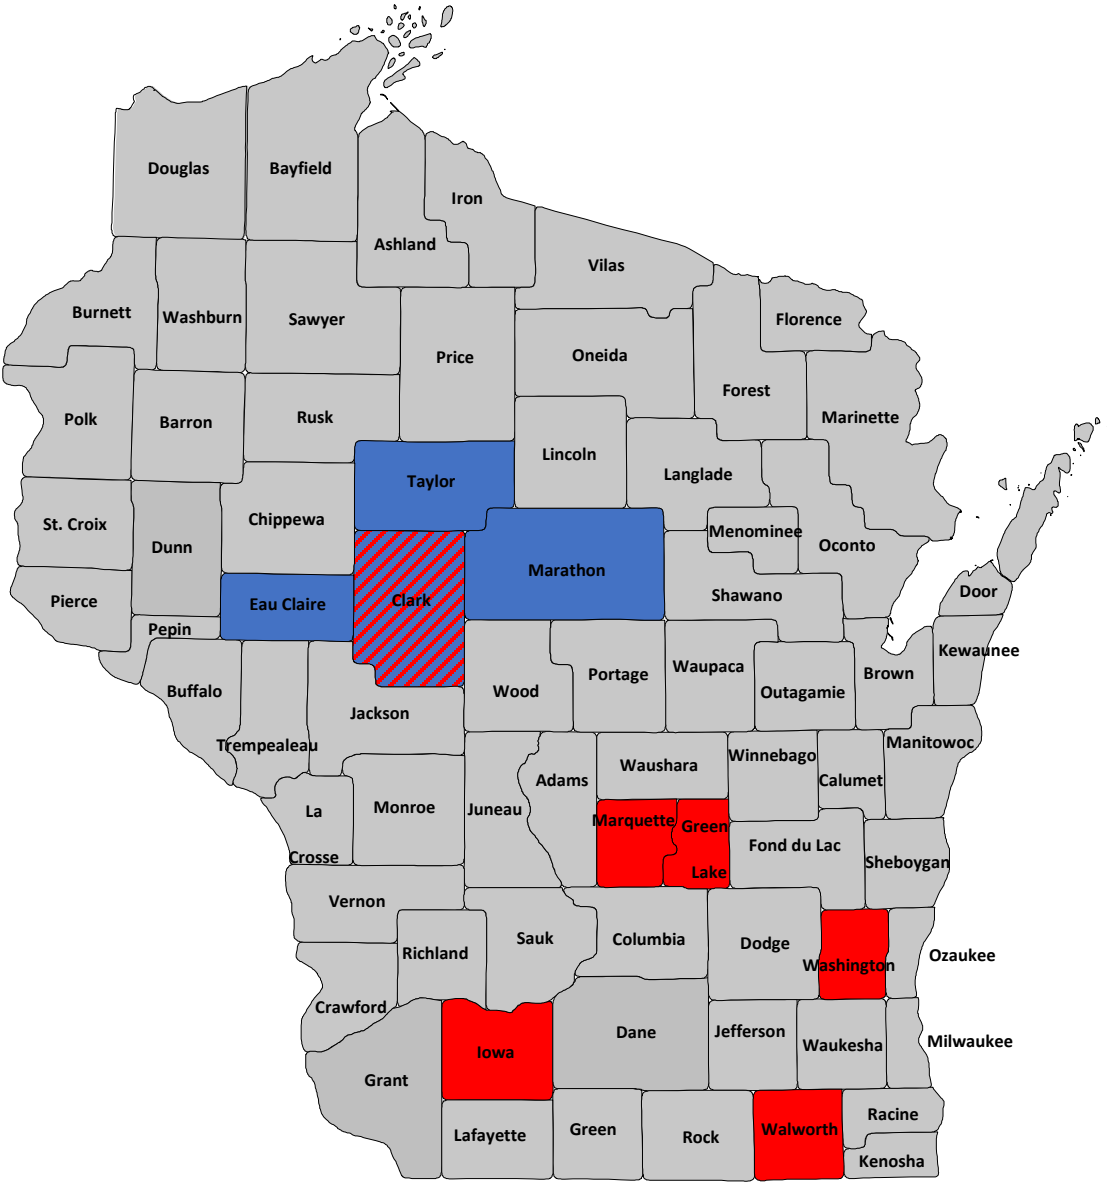 Douglas
Bayfield
Iron
Ashland
Vilas
Burnett
Washburn
Sawyer
Florence
Price
Oneida
Forest
Polk
Barron
Rusk
Marinette
Lincoln
Langlade
Taylor
St. Croix
Chippewa
Menominee
Dunn
Oconto
Marathon
Pierce
Eau Claire
Clark
Shawano
Door
Pepin
Kewaunee
Buffalo
Wood
Portage
Waupaca
Outagamie
Brown
Jackson
Trempealeau
Manitowoc
Waushara
Winnebago
Calumet
Adams
La
Crosse
Monroe
Juneau
Marquette
Green
Lake
Fond du Lac
Sheboygan
Vernon
Richland
Sauk
Columbia
Dodge
Washington
Ozaukee
Crawford
Iowa
Dane
Jefferson
Waukesha
Milwaukee
Grant
Lafayette
Green
Rock
Walworth
Racine
Kenosha